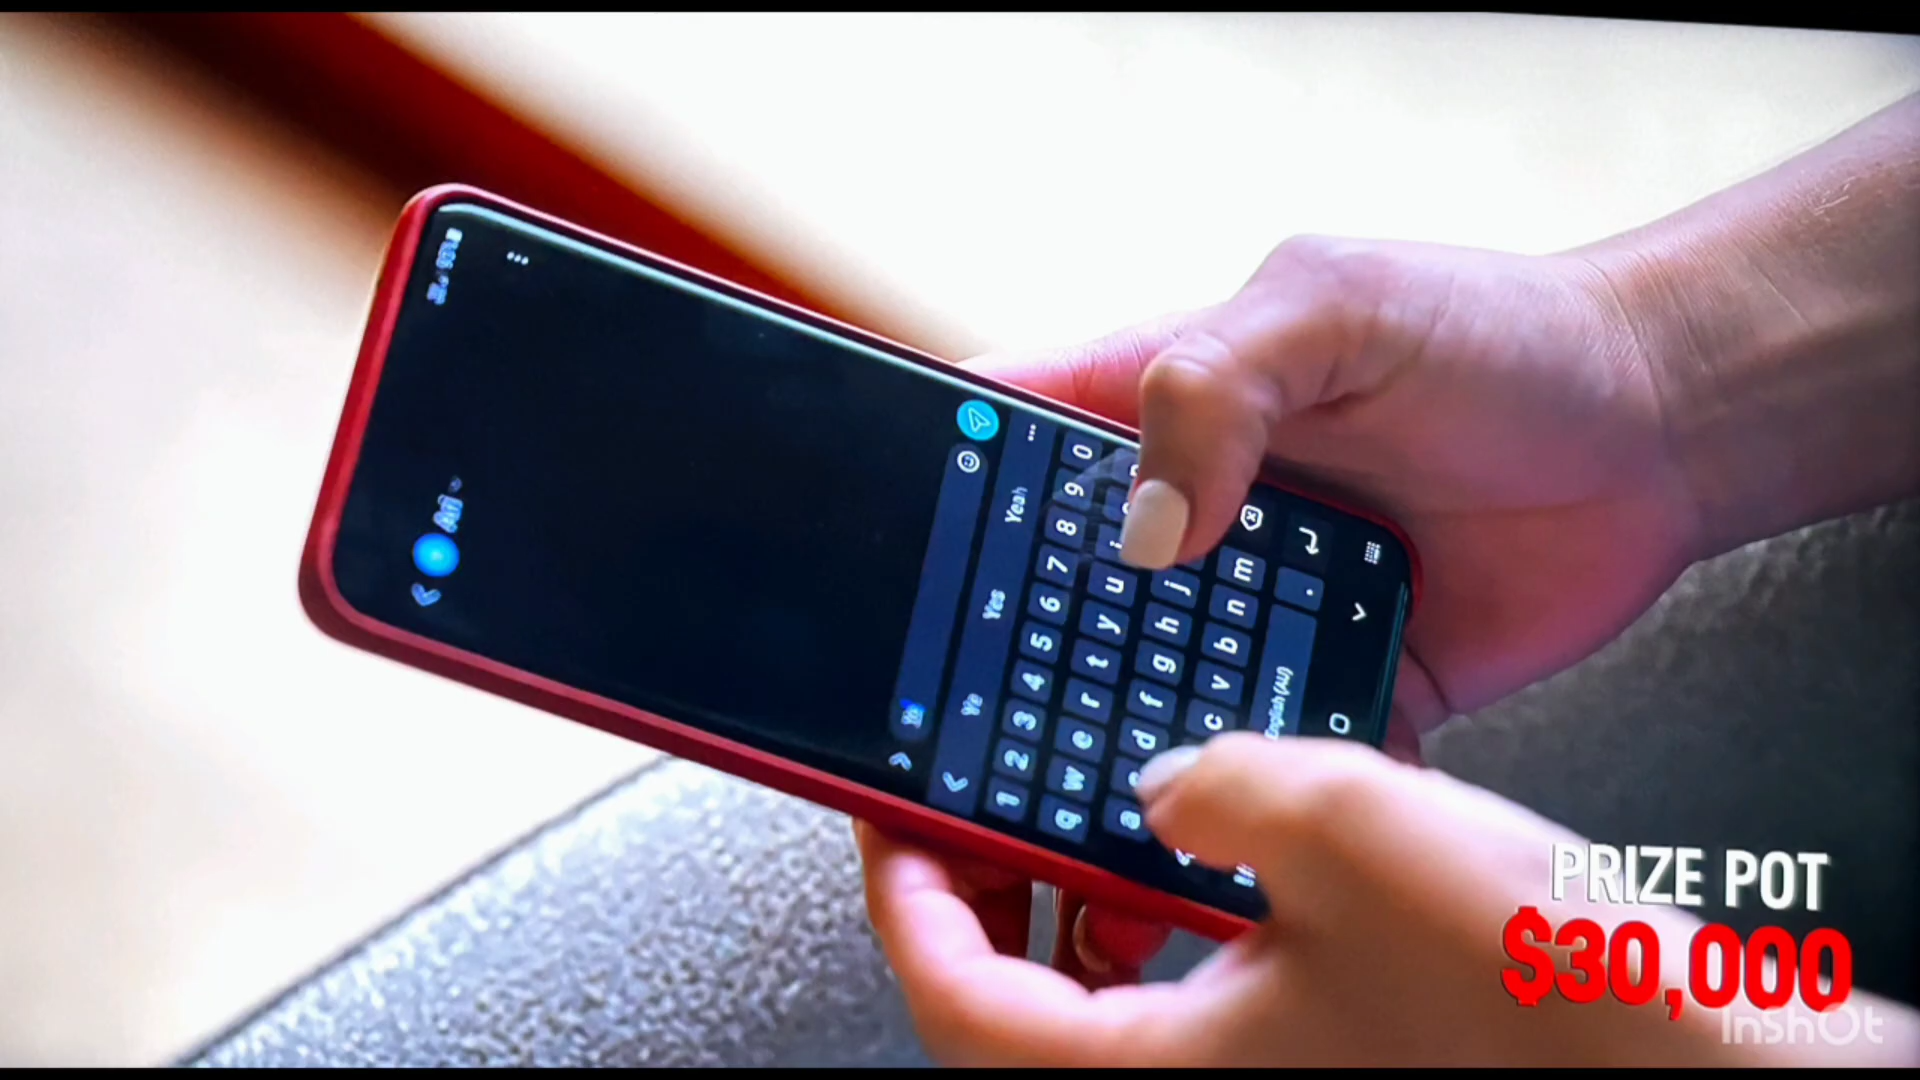 Ari
Ye
Ye Yes Yeah
1 2 3 4 5 6 7 8 9 0
q w e r t y u i
a d f g h j
c v b n m
English (AU) .
PRIZE POT
$30,000
InShOt